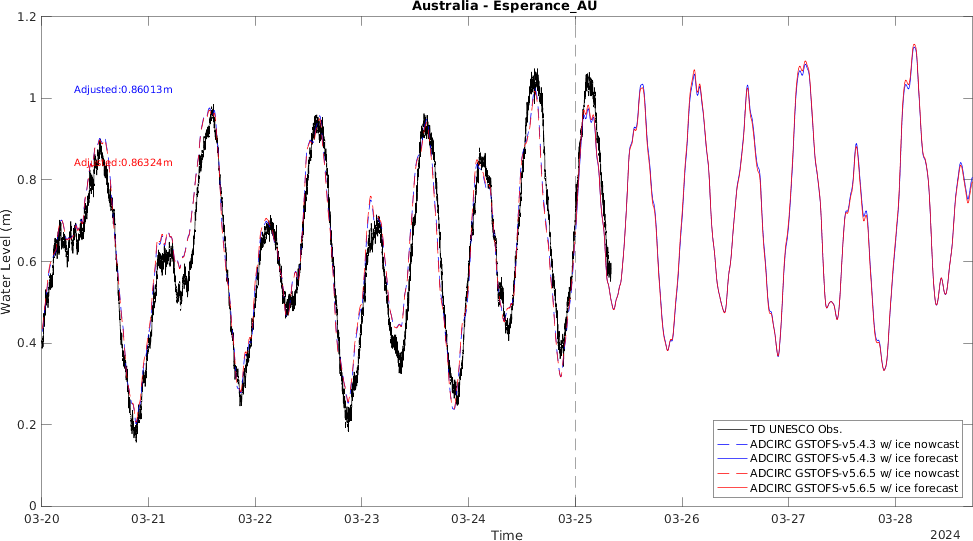 Australia - Esperance_AU
1.2
1
0.8
0.6
0.4
0.2
0
Water Level (m)
Adjusted:0.86013m
Adjusted:0.86324m
TD UNESCO Obs.
ADCIRC GSTOFS-v5.4.3 w/ ice nowcast
ADCIRC GSTOFS-v5.4.3 w/ ice forecast
ADCIRC GSTOFS-v5.6.5 w/ ice nowcast
ADCIRC GSTOFS-v5.6.5 w/ ice forecast
03-20 03-21 03-22 03-23 03-24 03-25 03-26 03-27 03-28
Time
2024